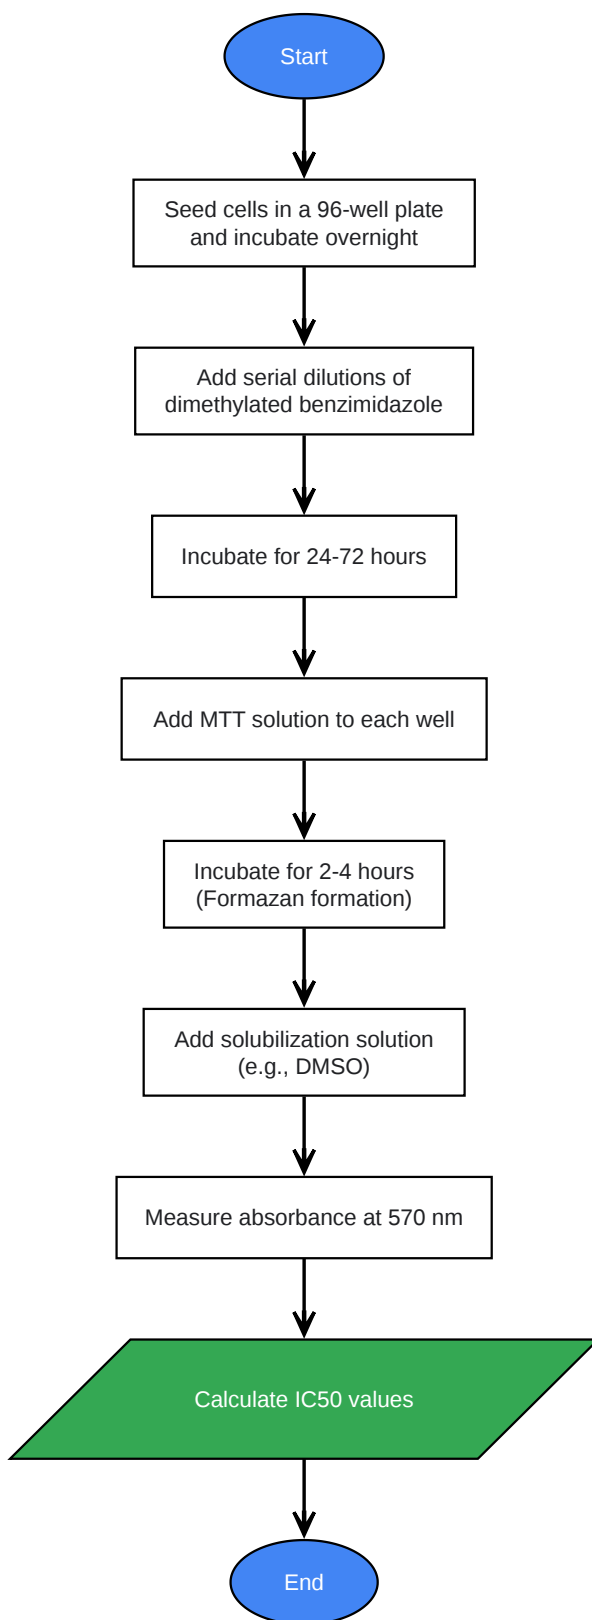 Start
Seed cells in a 96-well plate
and incubate overnight
Add serial dilutions of
dimethylated benzimidazole
Incubate for 24-72 hours
Add MTT solution to each well
Incubate for 2-4 hours
(Formazan formation)
Add solubilization solution
(e.g., DMSO)
Measure absorbance at 570 nm
Calculate IC50 values
End